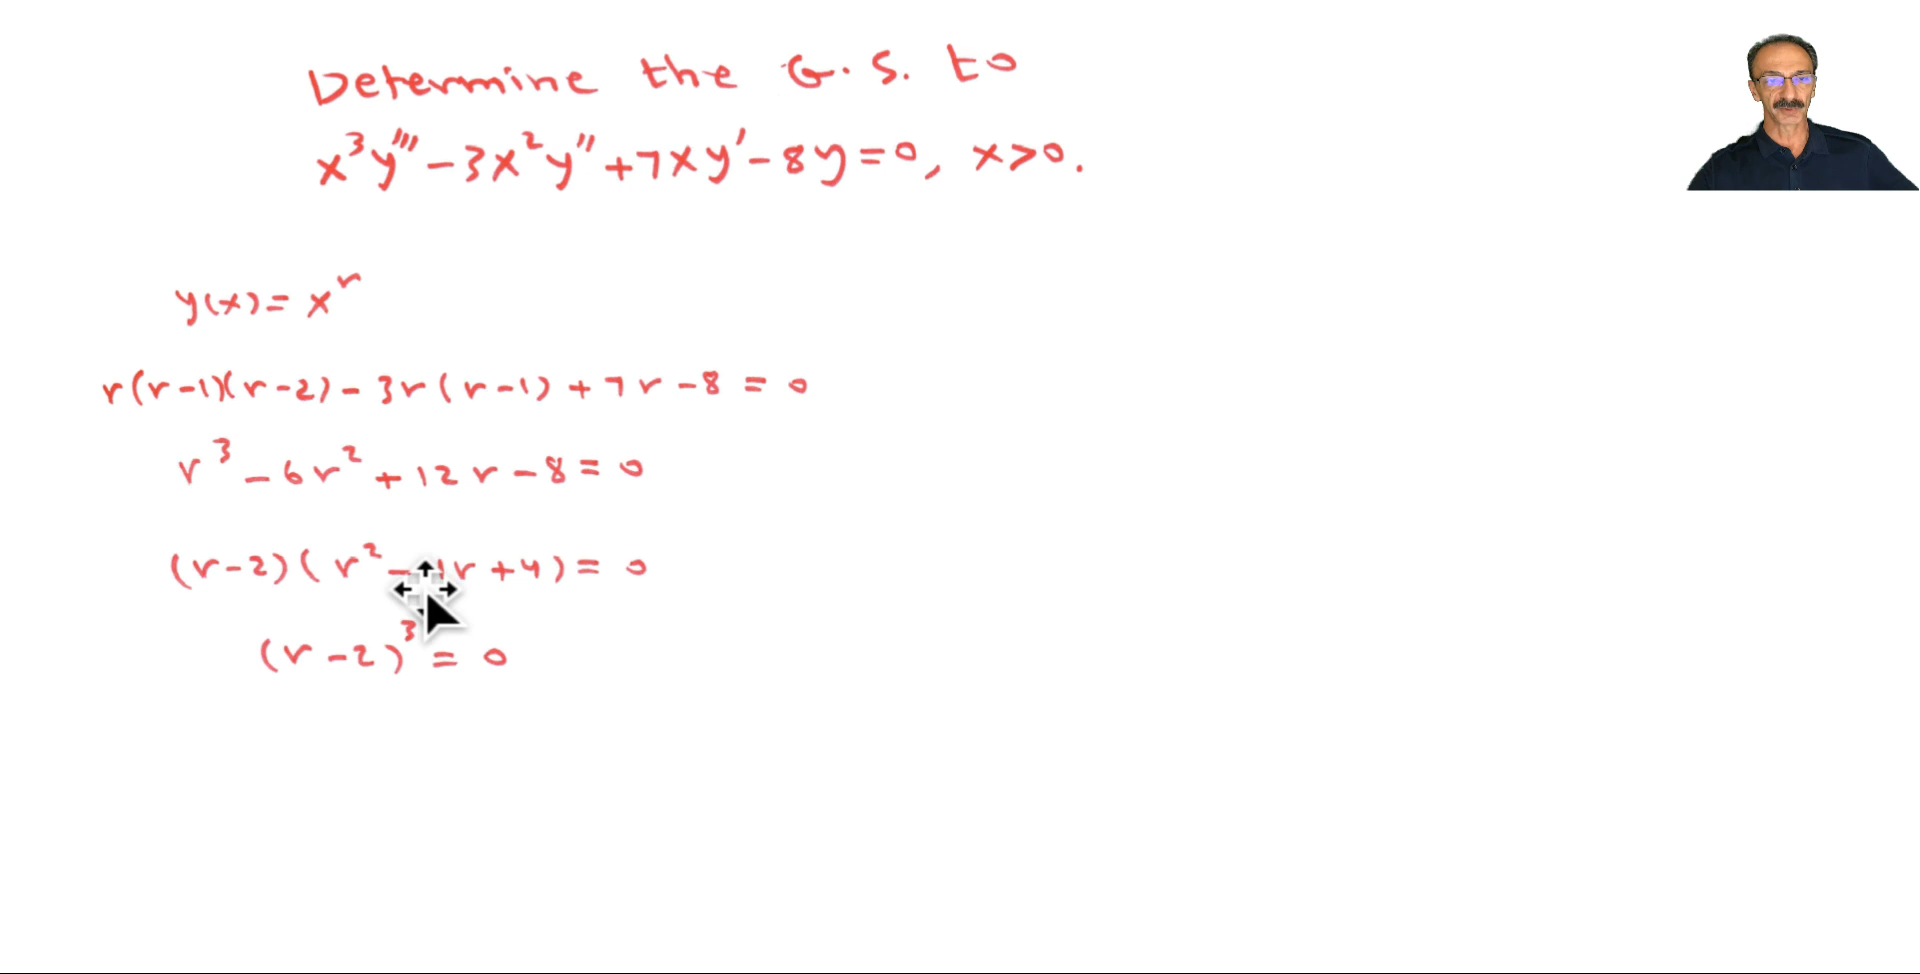 Determine the G.S. to
x³y''' - 3x²y'' + 7xy' - 8y = 0, x>0.
y(x) = x^r
r(r-1)(r-2) - 3r(r-1) + 7r - 8 = 0
r³ - 6r² + 12r - 8 = 0
(r-2)(r² - 4r + 4) = 0
(r-2)³ = 0